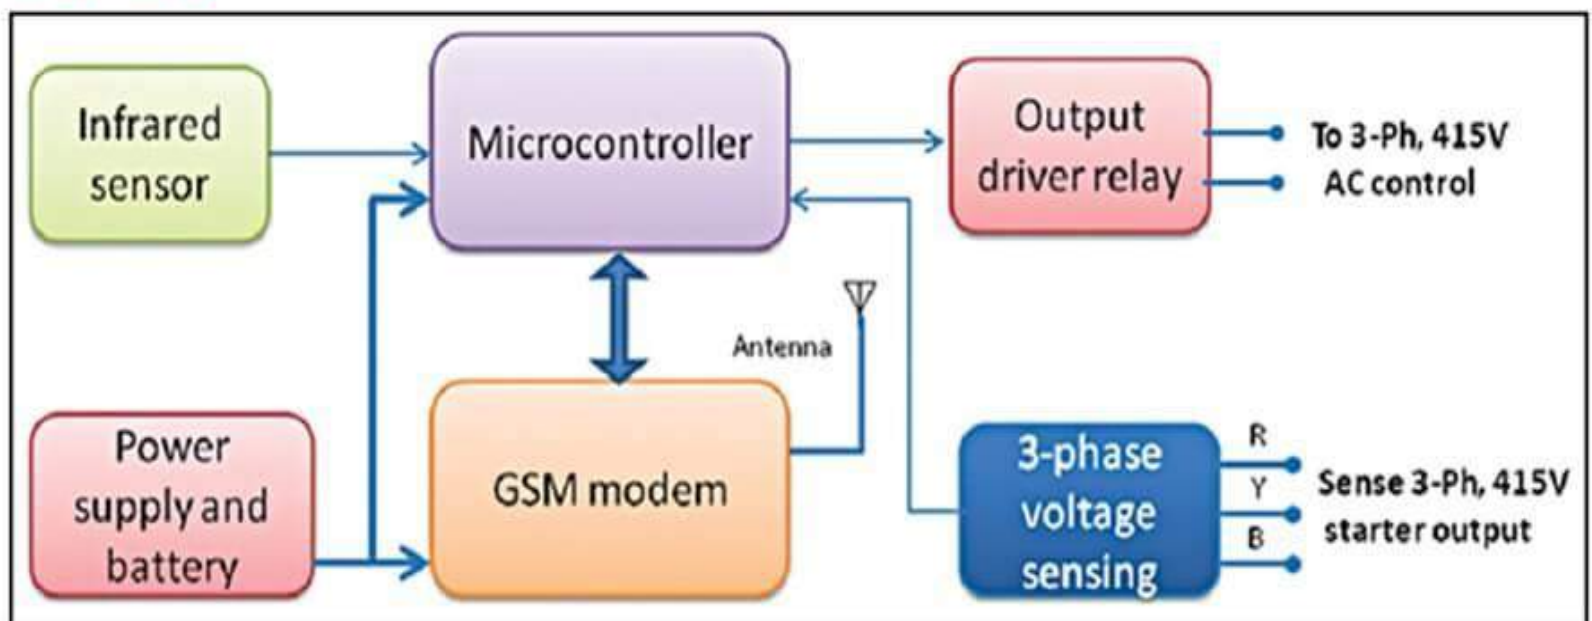 Infrared
sensor
Microcontroller
Output
driver relay
To 3-Ph, 415V
AC control
Antenna
Power
supply and
battery
GSM modem
3-phase
voltage
sensing
R
Y
B
Sense 3-Ph, 415V
starter output